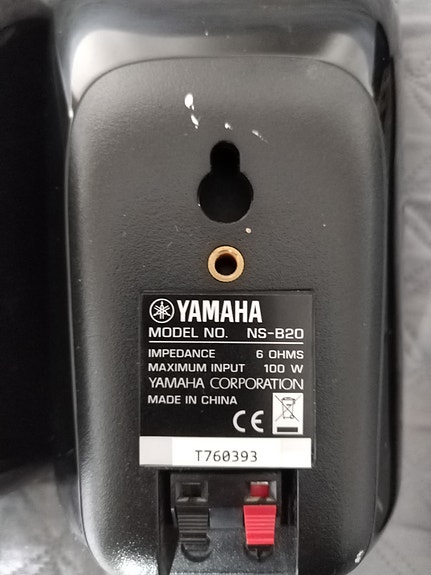 YAMAHA
MODEL NO. NS-B20
IMPEDANCE 6 OHMS
MAXIMUM INPUT 100 W
YAMAHA CORPORATION
MADE IN CHINA
CE
T760393